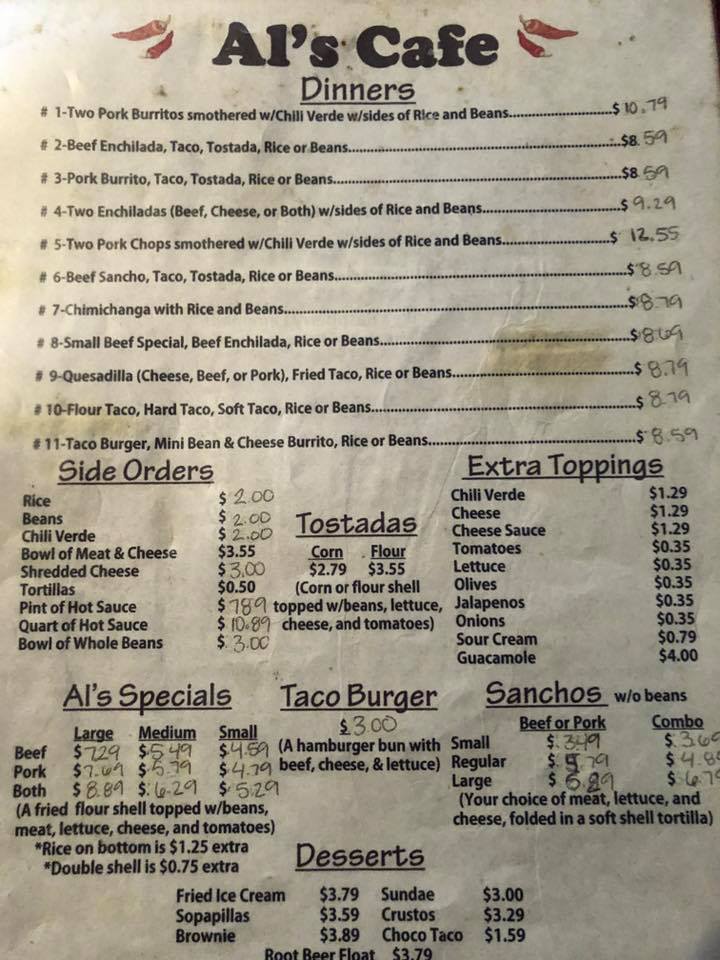 Al's Cafe
Dinners
# 1-Two Pork Burritos smothered w/Chili Verde w/sides of Rice and Beans..............................$ 10.79
# 2-Beef Enchilada, Taco, Tostada, Rice or Beans..............................$8.59
# 3-Pork Burrito, Taco, Tostada, Rice or Beans..............................$8.59
# 4-Two Enchiladas (Beef, Cheese, or Both) w/sides of Rice and Beans..............................$ 9.29
# 5-Two Pork Chops smothered w/Chili Verde w/sides of Rice and Beans..............................$ 12.55
# 6-Beef Sancho, Taco, Tostada, Rice or Beans..............................$8.59
# 7-Chimichanga with Rice and Beans..............................$8.79
# 8-Small Beef Special, Beef Enchilada, Rice or Beans..............................$8.69
# 9-Quesadilla (Cheese, Beef, or Pork), Fried Taco, Rice or Beans..............................$ 8.79
# 10-Flour Taco, Hard Taco, Soft Taco, Rice or Beans..............................$ 8.79
# 11-Taco Burger, Mini Bean & Cheese Burrito, Rice or Beans..............................$ 8.59
Side Orders
Rice $ 2.00
Beans $ 2.00
Chili Verde $ 2.00
Bowl of Meat & Cheese $3.55
Shredded Cheese $ 3.00
Tortillas $0.50
Pint of Hot Sauce $ 7.89
Quart of Hot Sauce $ 10.89
Bowl of Whole Beans $ 3.00
Tostadas
Corn Flour
$2.79 $3.55
(Corn or flour shell
topped w/beans, lettuce,
cheese, and tomatoes)
Extra Toppings
Chili Verde $1.29
Cheese $1.29
Cheese Sauce $1.29
Tomatoes $0.35
Lettuce $0.35
Olives $0.35
Jalapenos $0.35
Onions $0.35
Sour Cream $0.79
Guacamole $4.00
Al's Specials
Large Medium Small
Beef $7.29 $5.49 $4.59
Pork $7.69 $5.79 $4.79
Both $ 8.89 $ 6.29 $ 5.29
(A fried flour shell topped w/beans,
meat, lettuce, cheese, and tomatoes)
*Rice on bottom is $1.25 extra
*Double shell is $0.75 extra
Taco Burger
$3.00
(A hamburger bun with
beef, cheese, & lettuce)
Sanchos w/o beans
Beef or Pork Combo
Small $ 3.49 $ 3.69
Regular $ $ 4.8
Large $ $ 6.7
(Your choice of meat, lettuce, and
cheese, folded in a soft shell tortilla)
Desserts
Fried Ice Cream $3.79 Sundae $3.00
Sopapillas $3.59 Crustos $3.29
Brownie $3.89 Choco Taco $1.59
Root Beer Float $3.79